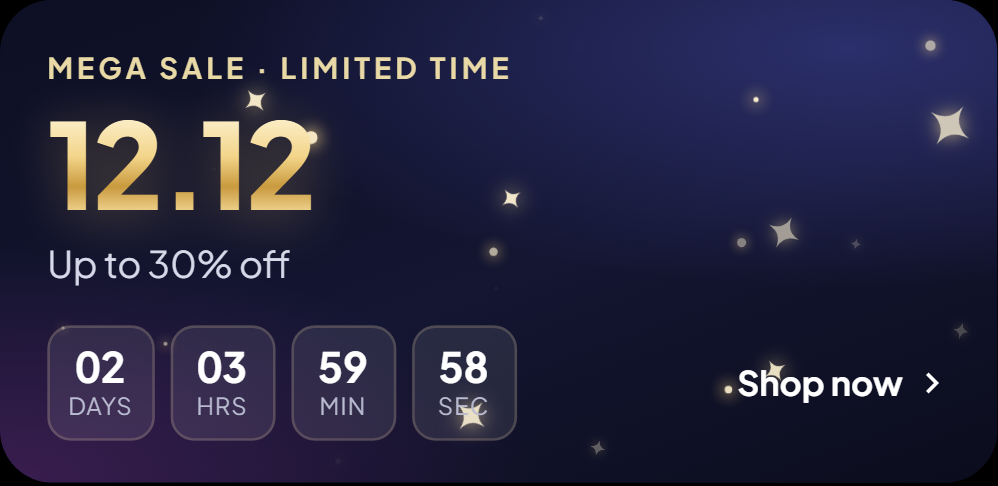 MEGA SALE · LIMITED TIME
12.12
Up to 30% off
02 03 59 58
DAYS HRS MIN SEC
Shop now